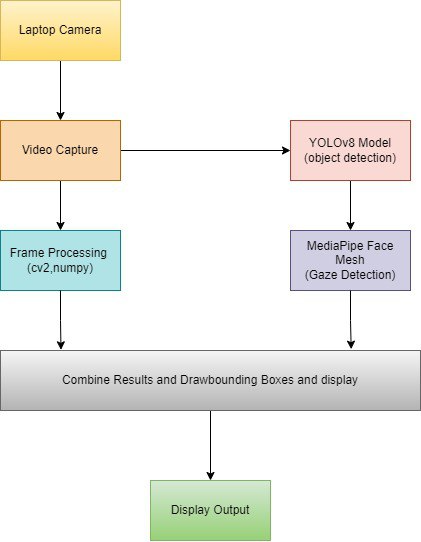 Laptop Camera
Video Capture
YOLOv8 Model
(object detection)
Frame Processing
(cv2,numpy)
MediaPipe Face
Mesh
(Gaze Detection)
Combine Results and Drawbounding Boxes and display
Display Output